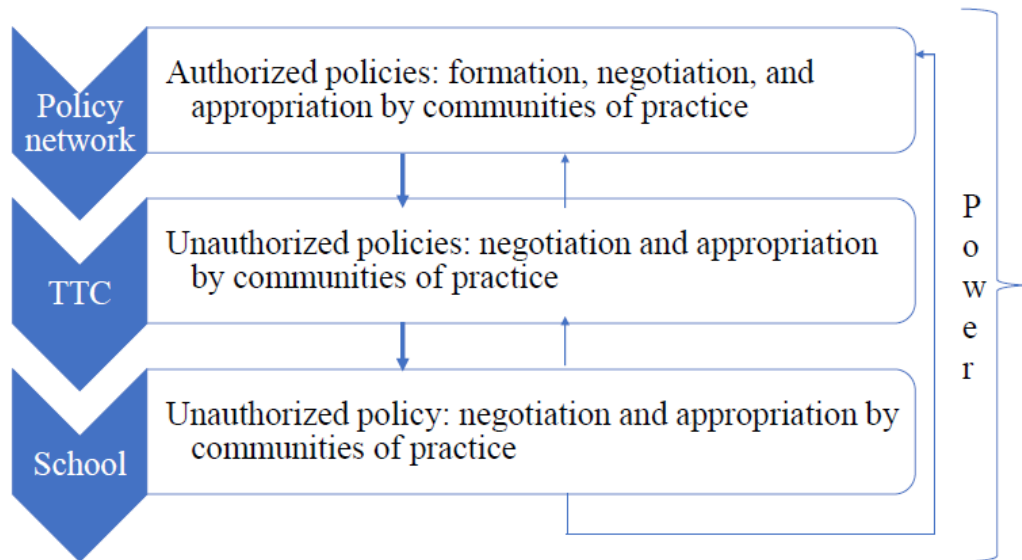 Policy
network
Authorized policies: formation, negotiation, and
appropriation by communities of practice
TTC
Unauthorized policies: negotiation and appropriation
by communities of practice
School
Unauthorized policy: negotiation and appropriation by
communities of practice
Power